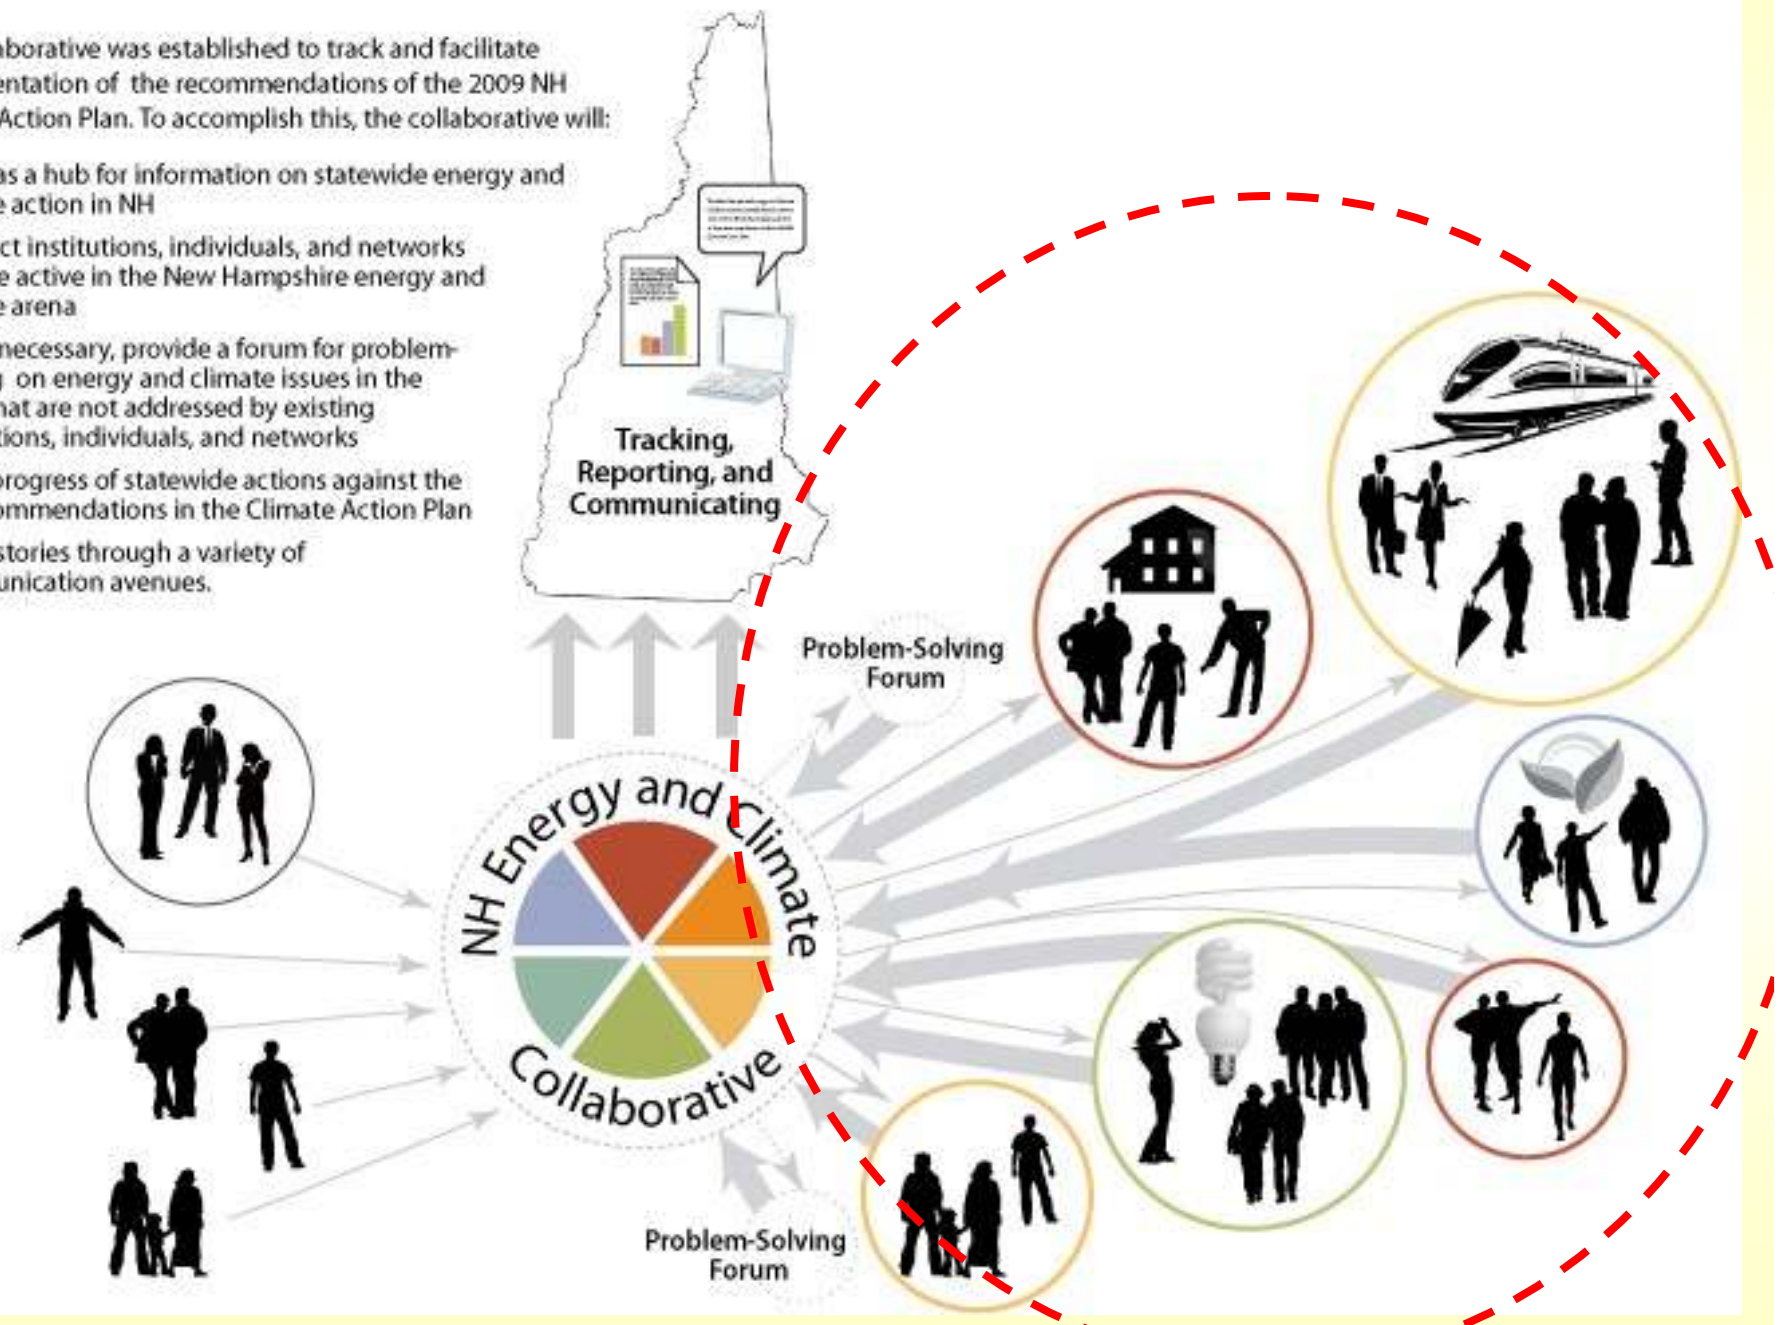 aborative was established to track and facilitate
entation of the recommendations of the 2009 NH
Action Plan. To accomplish this, the collaborative will:
as a hub for information on statewide energy and
e action in NH
ct institutions, individuals, and networks
e active in the New Hampshire energy and
e arena
necessary, provide a forum for problem-
g on energy and climate issues in the
hat are not addressed by existing
tions, individuals, and networks
progress of statewide actions against the
ommendations in the Climate Action Plan
stories through a variety of
unication avenues.
Tracking,
Reporting, and
Communicating
Problem-Solving
Forum
NH Energy and Climate
Collaborative
Problem-Solving
Forum